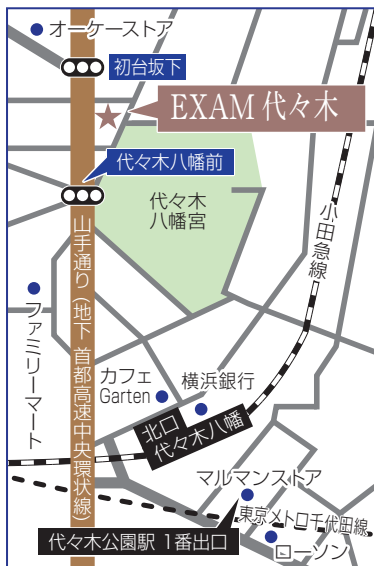 オーケーストア
初台坂下
EXAM 代々木
代々木八幡前
代々木
八幡宮
小田急線
山手通り（地下 首都高速中央環状線）
ファミリーマート
カフェ
Garten
横浜銀行
北口
代々木八幡
マルマンストア
東京メトロ千代田線
代々木公園駅 1番出口
ローソン